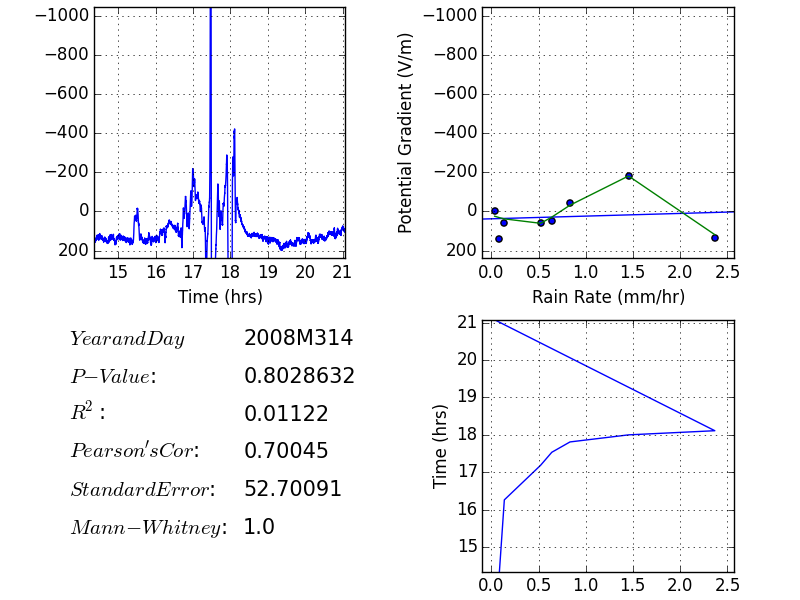 −1000
−800
−600
−400
−200
0
200
15 16 17 18 19 20 21
Time (hrs)
Potential Gradient (V/m)
−1000
−800
−600
−400
−200
0
200
0.0 0.5 1.0 1.5 2.0 2.5
Rain Rate (mm/hr)
YearandDay 2008M314
P−Value: 0.8028632
R²: 0.01122
Pearson'sCor: 0.70045
StandardError: 52.70091
Mann−Whitney: 1.0
Time (hrs)
21
20
19
18
17
16
15
0.0 0.5 1.0 1.5 2.0 2.5